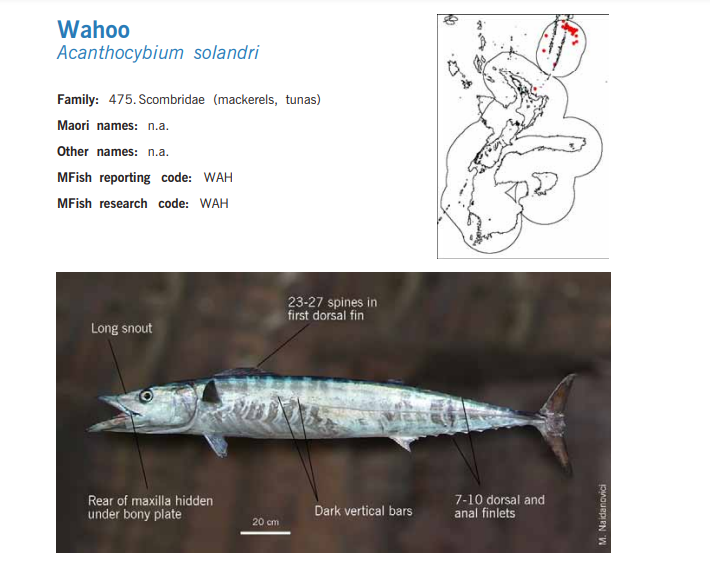 Wahoo
Acanthocybium solandri
Family: 475. Scombridae (mackerels, tunas)
Maori names: n.a.
Other names: n.a.
MFish reporting code: WAH
MFish research code: WAH
23-27 spines in
first dorsal fin
Long snout
Rear of maxilla hidden
under bony plate
20 cm
Dark vertical bars
7-10 dorsal and
anal finlets
M. Naidanovici